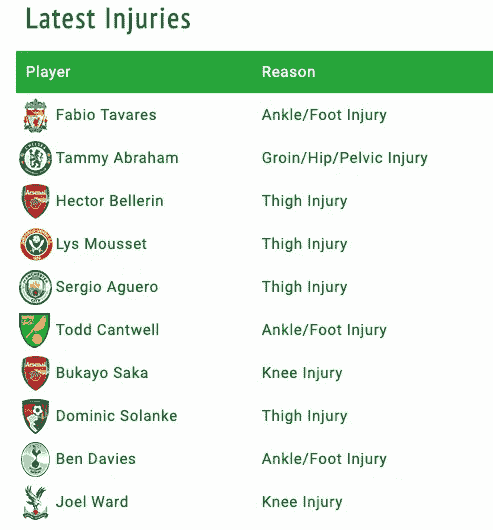 Latest Injuries
Player Reason
Fabio Tavares Ankle/Foot Injury
Tammy Abraham Groin/Hip/Pelvic Injury
Hector Bellerin Thigh Injury
Lys Mousset Thigh Injury
Sergio Aguero Thigh Injury
Todd Cantwell Ankle/Foot Injury
Bukayo Saka Knee Injury
Dominic Solanke Thigh Injury
Ben Davies Ankle/Foot Injury
Joel Ward Knee Injury